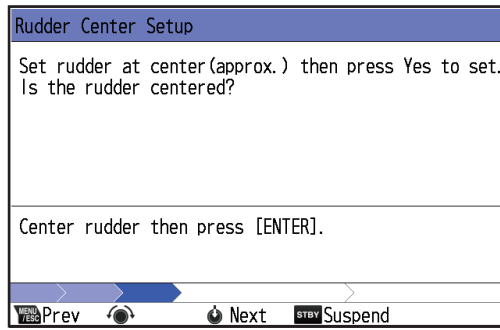 Rudder Center Setup
Set rudder at center(approx.) then press Yes to set.
Is the rudder centered?
Center rudder then press [ENTER].
MENU/ESC Prev Next STBY Suspend